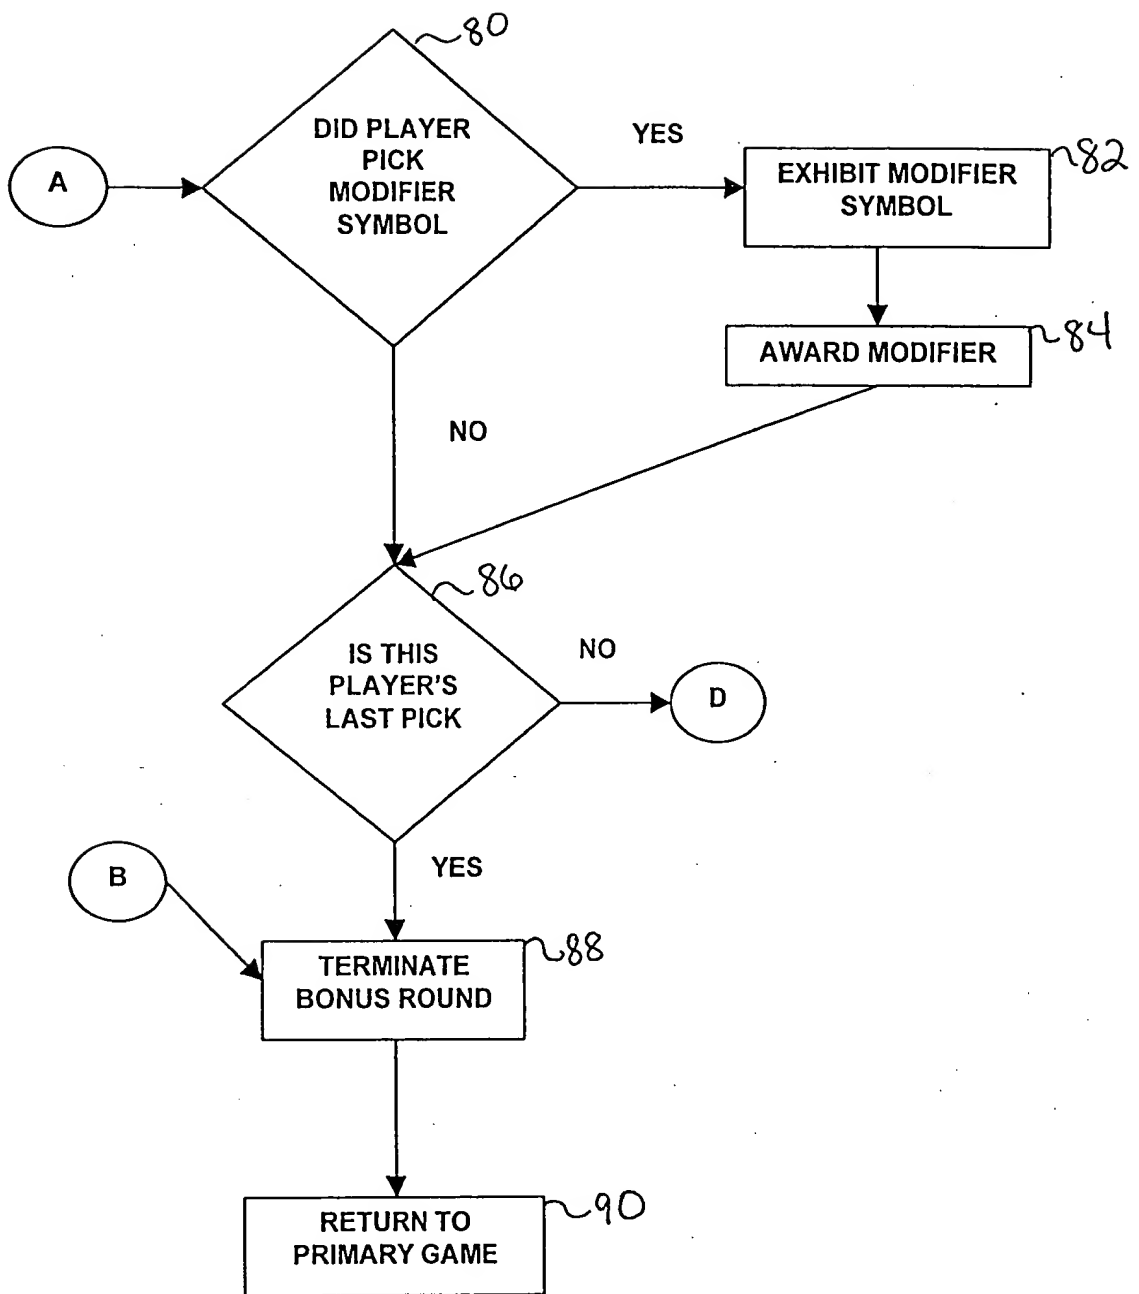 80
DID PLAYER
PICK
MODIFIER
SYMBOL
YES
A
82
EXHIBIT MODIFIER
SYMBOL
84
AWARD MODIFIER
NO
86
IS THIS
PLAYER'S
LAST PICK
NO
D
YES
B
88
TERMINATE
BONUS ROUND
90
RETURN TO
PRIMARY GAME